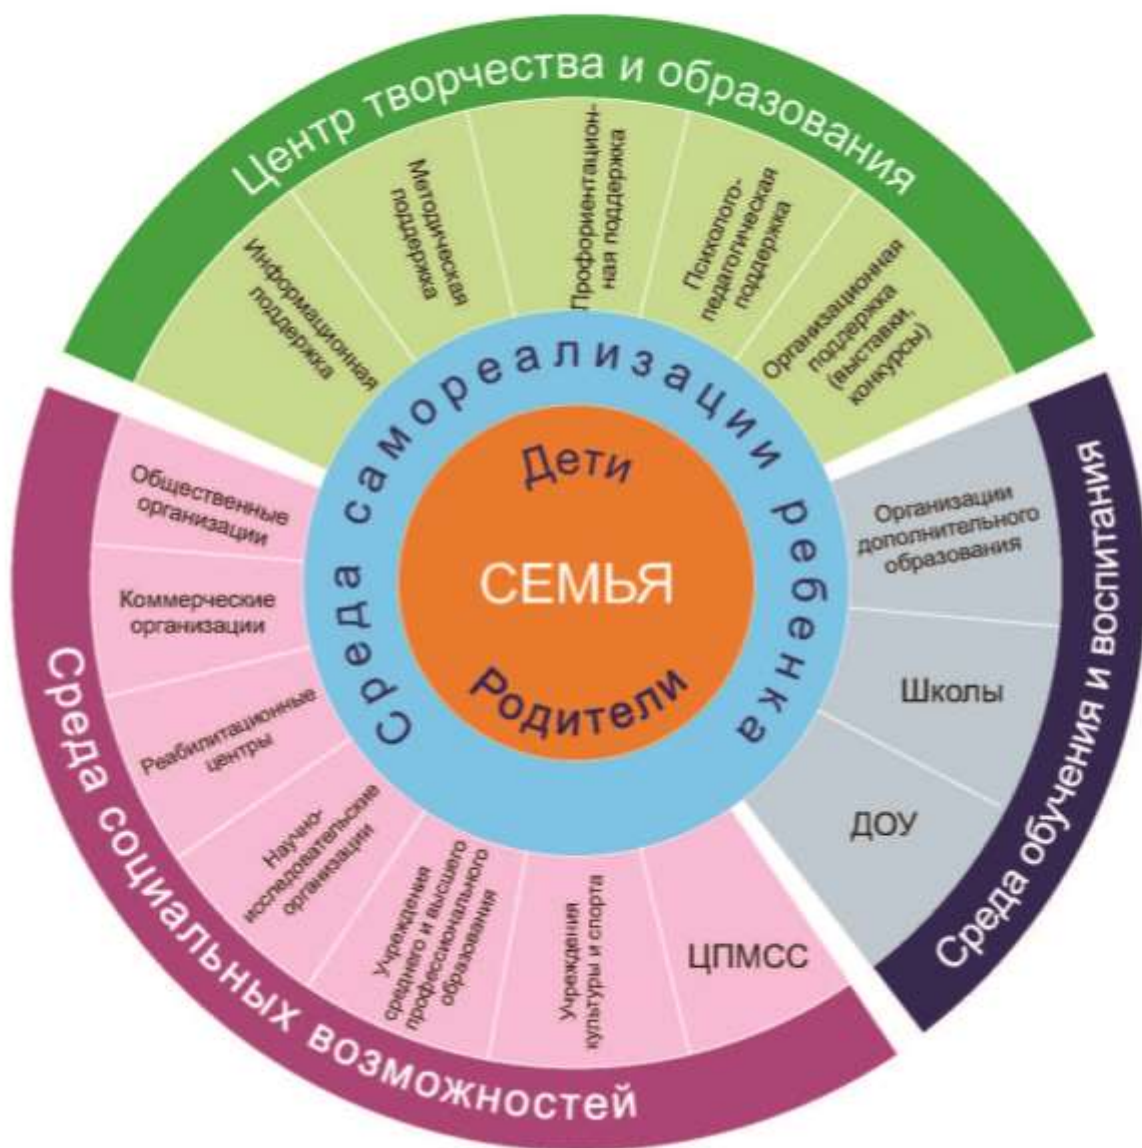 Центр творчества и образования
Информационная
поддержка
Методическая
поддержка
Профориентацион-
ная поддержка
Психолого-
педагогическая
поддержка
Организационная
поддержка
(выставки,
конкурсы)
Среда самореализации ребенка
Дети
СЕМЬЯ
Родители
Среда обучения и воспитания
Организации
дополнительного
образования
Школы
ДОУ
Среда социальных возможностей
Общественные
организации
Коммерческие
организации
Реабилитационные
центры
Научно-
исследовательские
организации
Учреждения
среднего и высшего
профессионального
образования
Учреждения
культуры и спорта
ЦПМСС